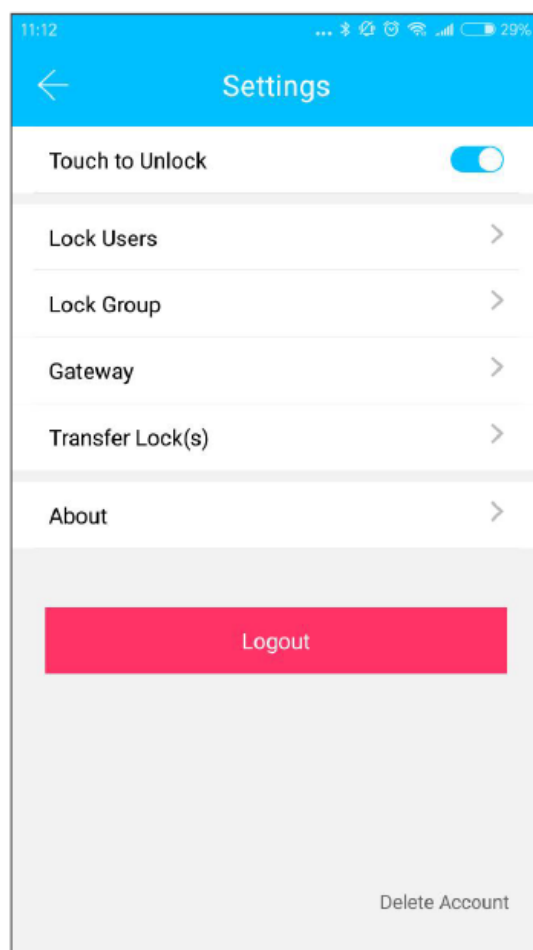 11:12 ... 29%
Settings
Touch to Unlock
Lock Users
Lock Group
Gateway
Transfer Lock(s)
About
Logout
Delete Account